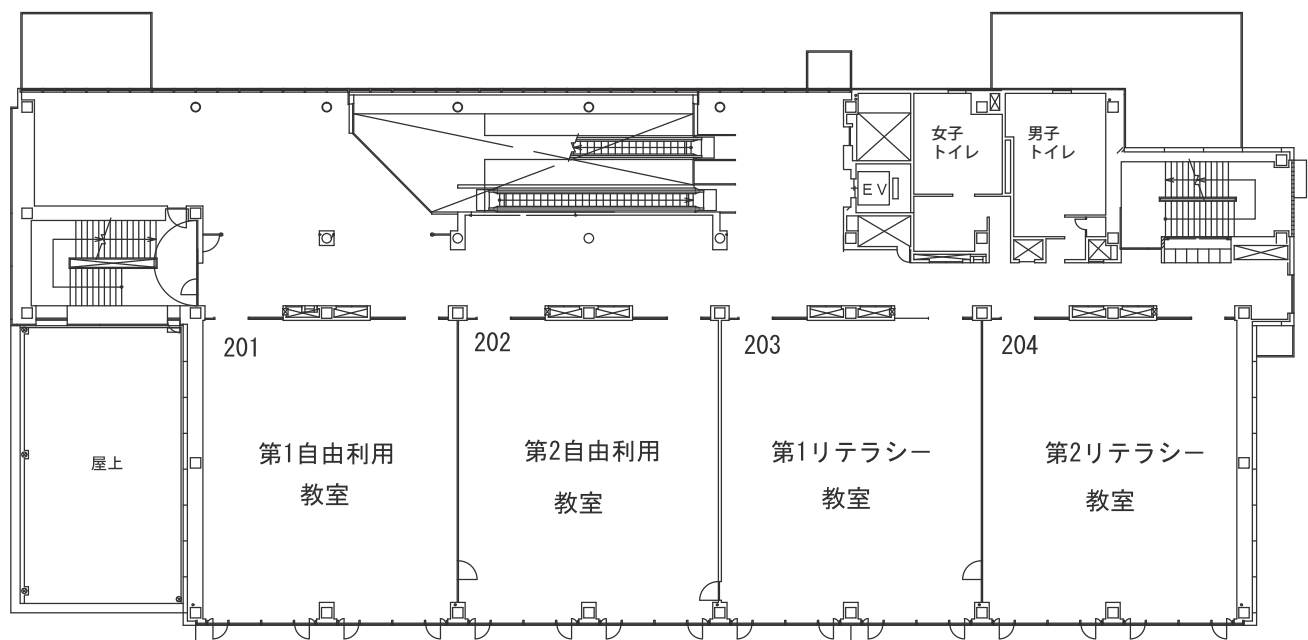 女子
トイレ
男子
トイレ
EV
201
202
203
204
第1自由利用
教室
第2自由利用
教室
第1リテラシー
教室
第2リテラシー
教室
屋上